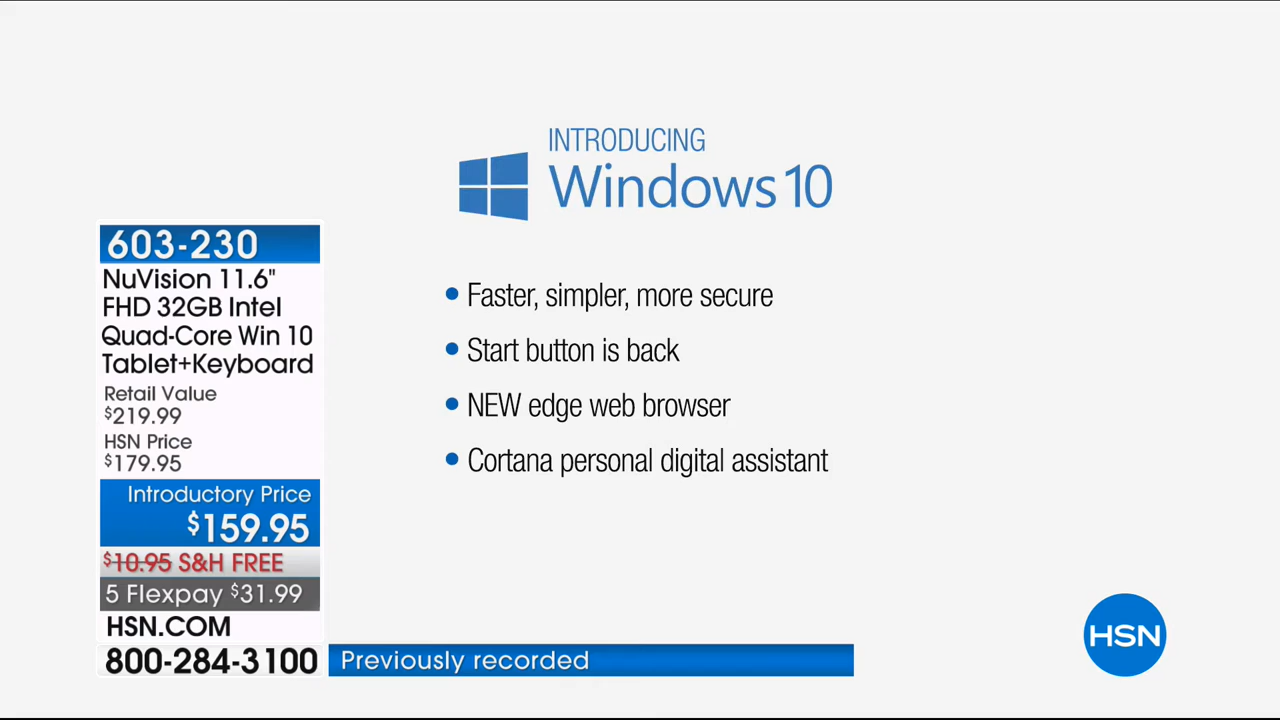 INTRODUCING
Windows 10
• Faster, simpler, more secure
• Start button is back
• NEW edge web browser
• Cortana personal digital assistant
603-230
NuVision 11.6"
FHD 32GB Intel
Quad-Core Win 10
Tablet+Keyboard
Retail Value
$219.99
HSN Price
$179.95
Introductory Price
$159.95
$10.95 S&H FREE
5 Flexpay $31.99
HSN.COM
800-284-3100
Previously recorded
HSN